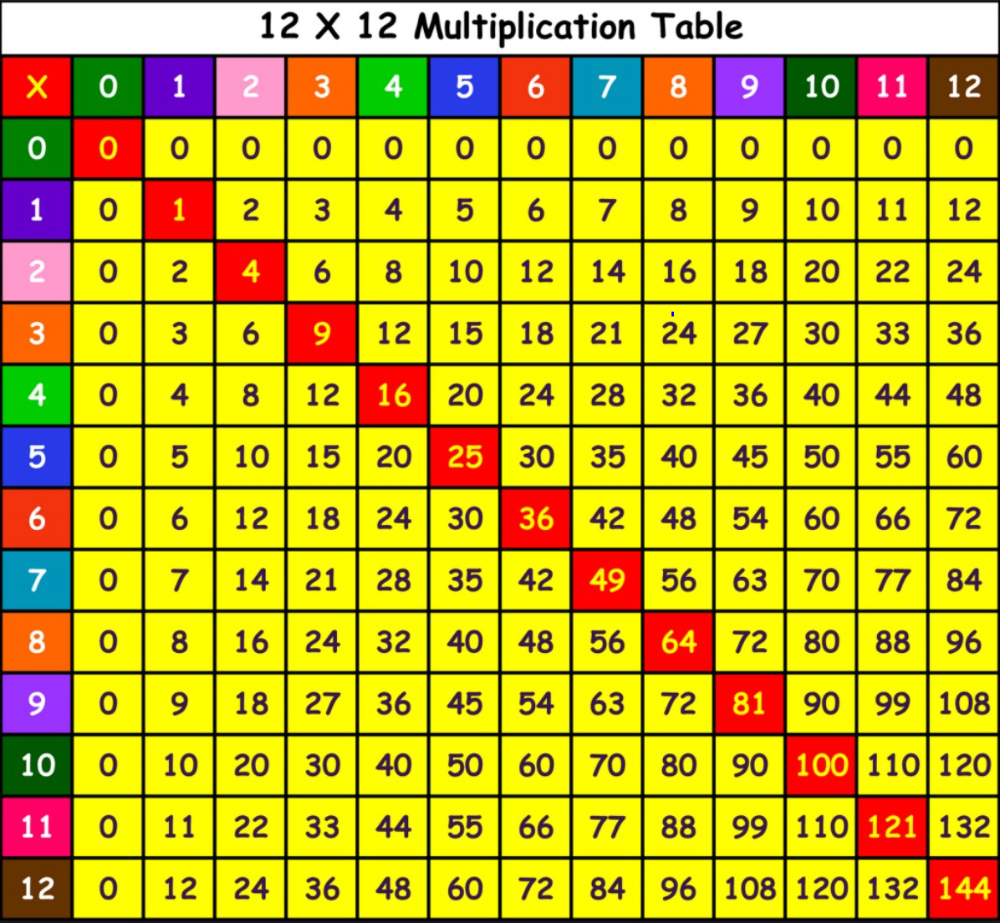 12 X 12 Multiplication Table
X 0 1 2 3 4 5 6 7 8 9 10 11 12
0 0 0 0 0 0 0 0 0 0 0 0 0 0
1 0 1 2 3 4 5 6 7 8 9 10 11 12
2 0 2 4 6 8 10 12 14 16 18 20 22 24
3 0 3 6 9 12 15 18 21 24 27 30 33 36
4 0 4 8 12 16 20 24 28 32 36 40 44 48
5 0 5 10 15 20 25 30 35 40 45 50 55 60
6 0 6 12 18 24 30 36 42 48 54 60 66 72
7 0 7 14 21 28 35 42 49 56 63 70 77 84
8 0 8 16 24 32 40 48 56 64 72 80 88 96
9 0 9 18 27 36 45 54 63 72 81 90 99 108
10 0 10 20 30 40 50 60 70 80 90 100 110 120
11 0 11 22 33 44 55 66 77 88 99 110 121 132
12 0 12 24 36 48 60 72 84 96 108 120 132 144